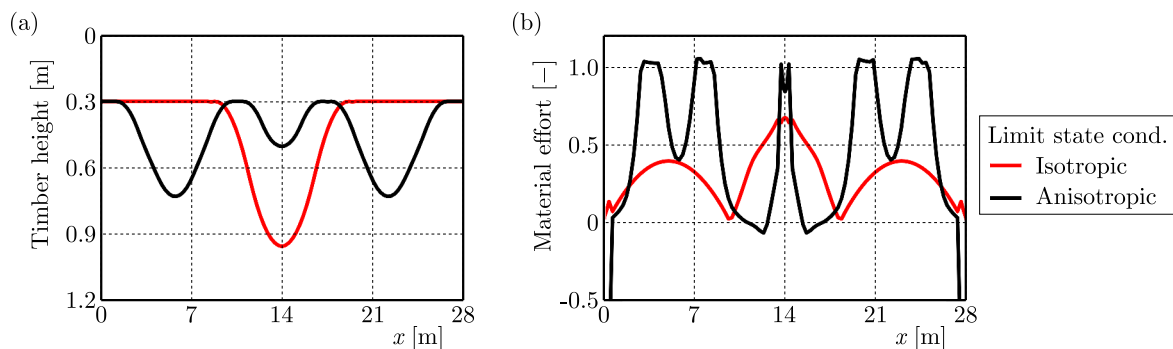 (a)
Timber height [m]
0
0.3
0.6
0.9
1.2
0 7 14 21 28
x [m]
(b)
Material effort [−]
1.0
0.5
0
-0.5
0 7 14 21 28
x [m]
Limit state cond.
Isotropic
Anisotropic